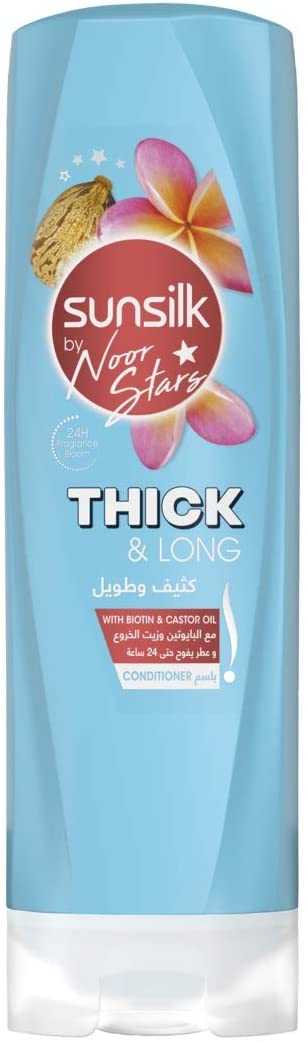 sunsilk
by Noor
Stars
24H
Fragrance
Bloom
THICK
& LONG
كثيف وطويل
WITH BIOTIN & CASTOR OIL
مع البايوتين وزيت الخروع
و عطر يفوح حتى 24 ساعة
CONDITIONER بلسم